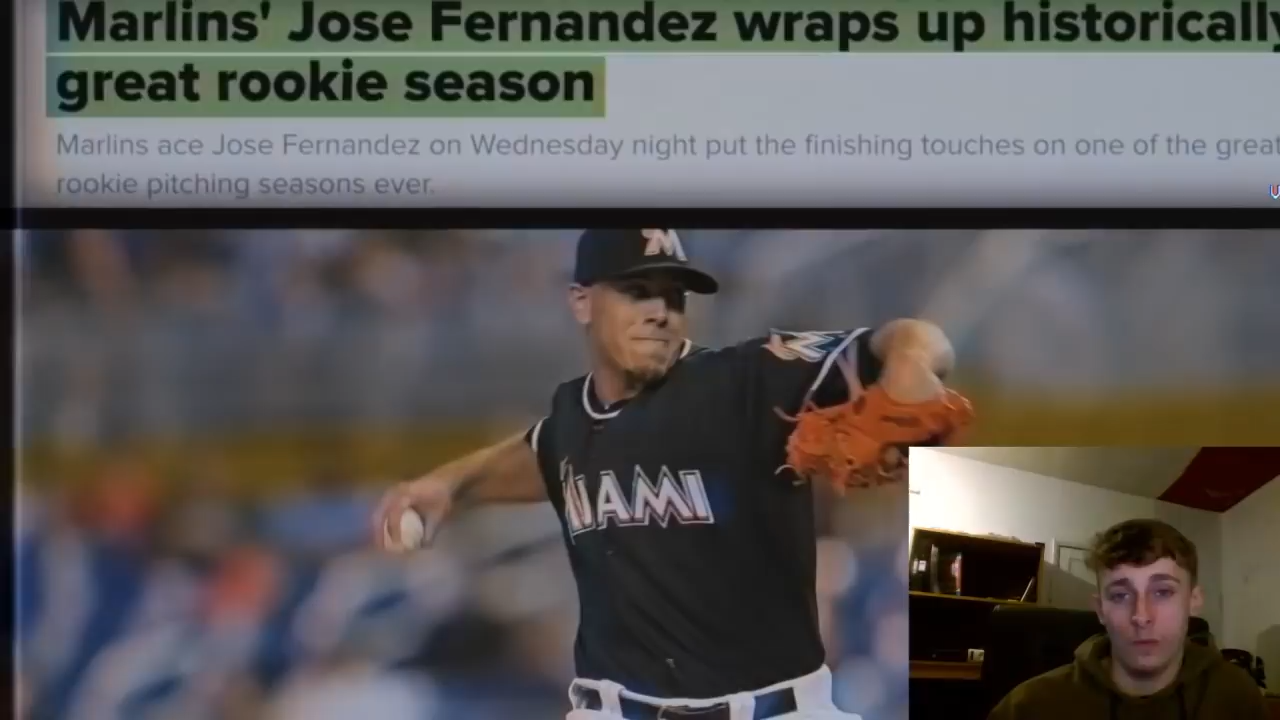 Marlins' Jose Fernandez wraps up historically
great rookie season
Marlins ace Jose Fernandez on Wednesday night put the finishing touches on one of the great
rookie pitching seasons ever.
M
MIAMI